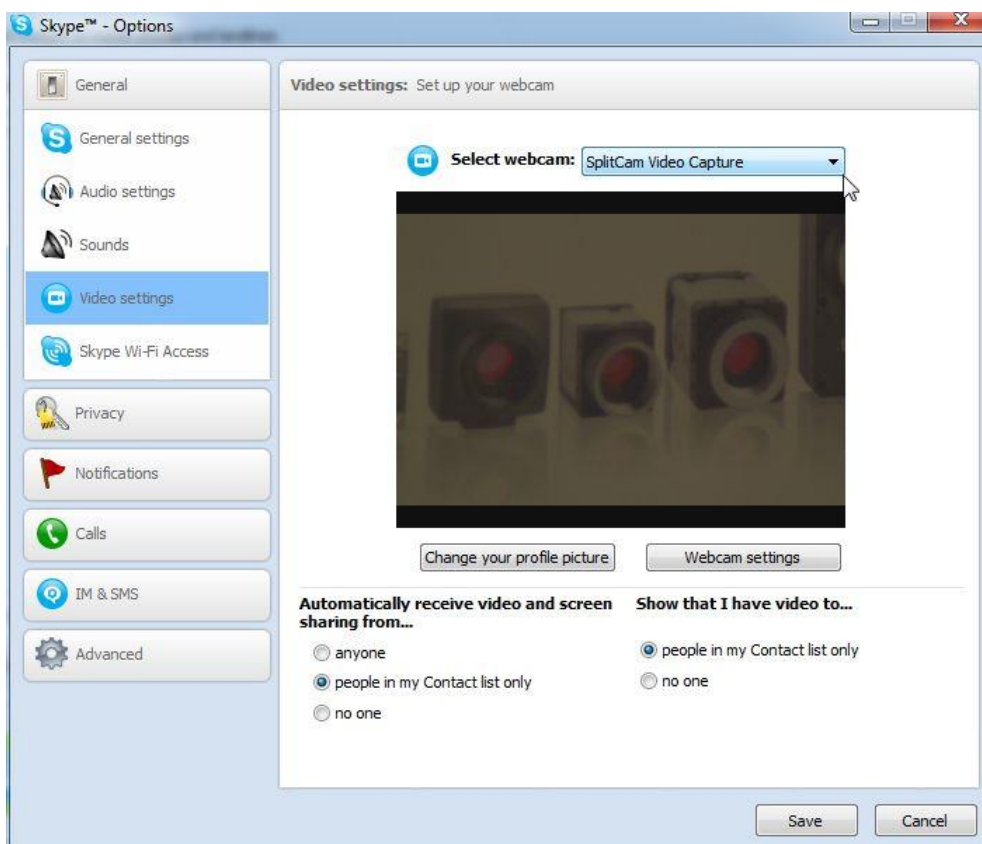 Skype™ - Options
General
General settings
Audio settings
Sounds
Video settings
Skype Wi-Fi Access
Privacy
Notifications
Calls
IM & SMS
Advanced
Video settings: Set up your webcam
Select webcam: SplitCam Video Capture
Change your profile picture
Webcam settings
Automatically receive video and screen
sharing from...
anyone
people in my Contact list only
no one
Show that I have video to...
people in my Contact list only
no one
Save
Cancel